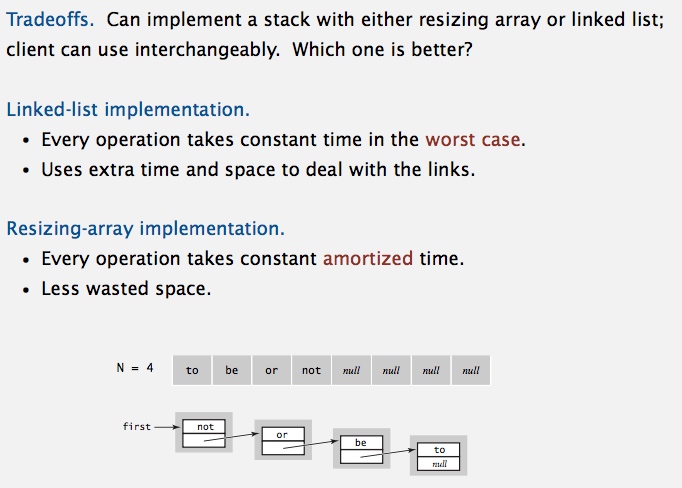 Tradeoffs. Can implement a stack with either resizing array or linked list;
client can use interchangeably. Which one is better?
Linked-list implementation.
• Every operation takes constant time in the worst case.
• Uses extra time and space to deal with the links.
Resizing-array implementation.
• Every operation takes constant amortized time.
• Less wasted space.
N = 4 to be or not null null null null
first not or be to
null